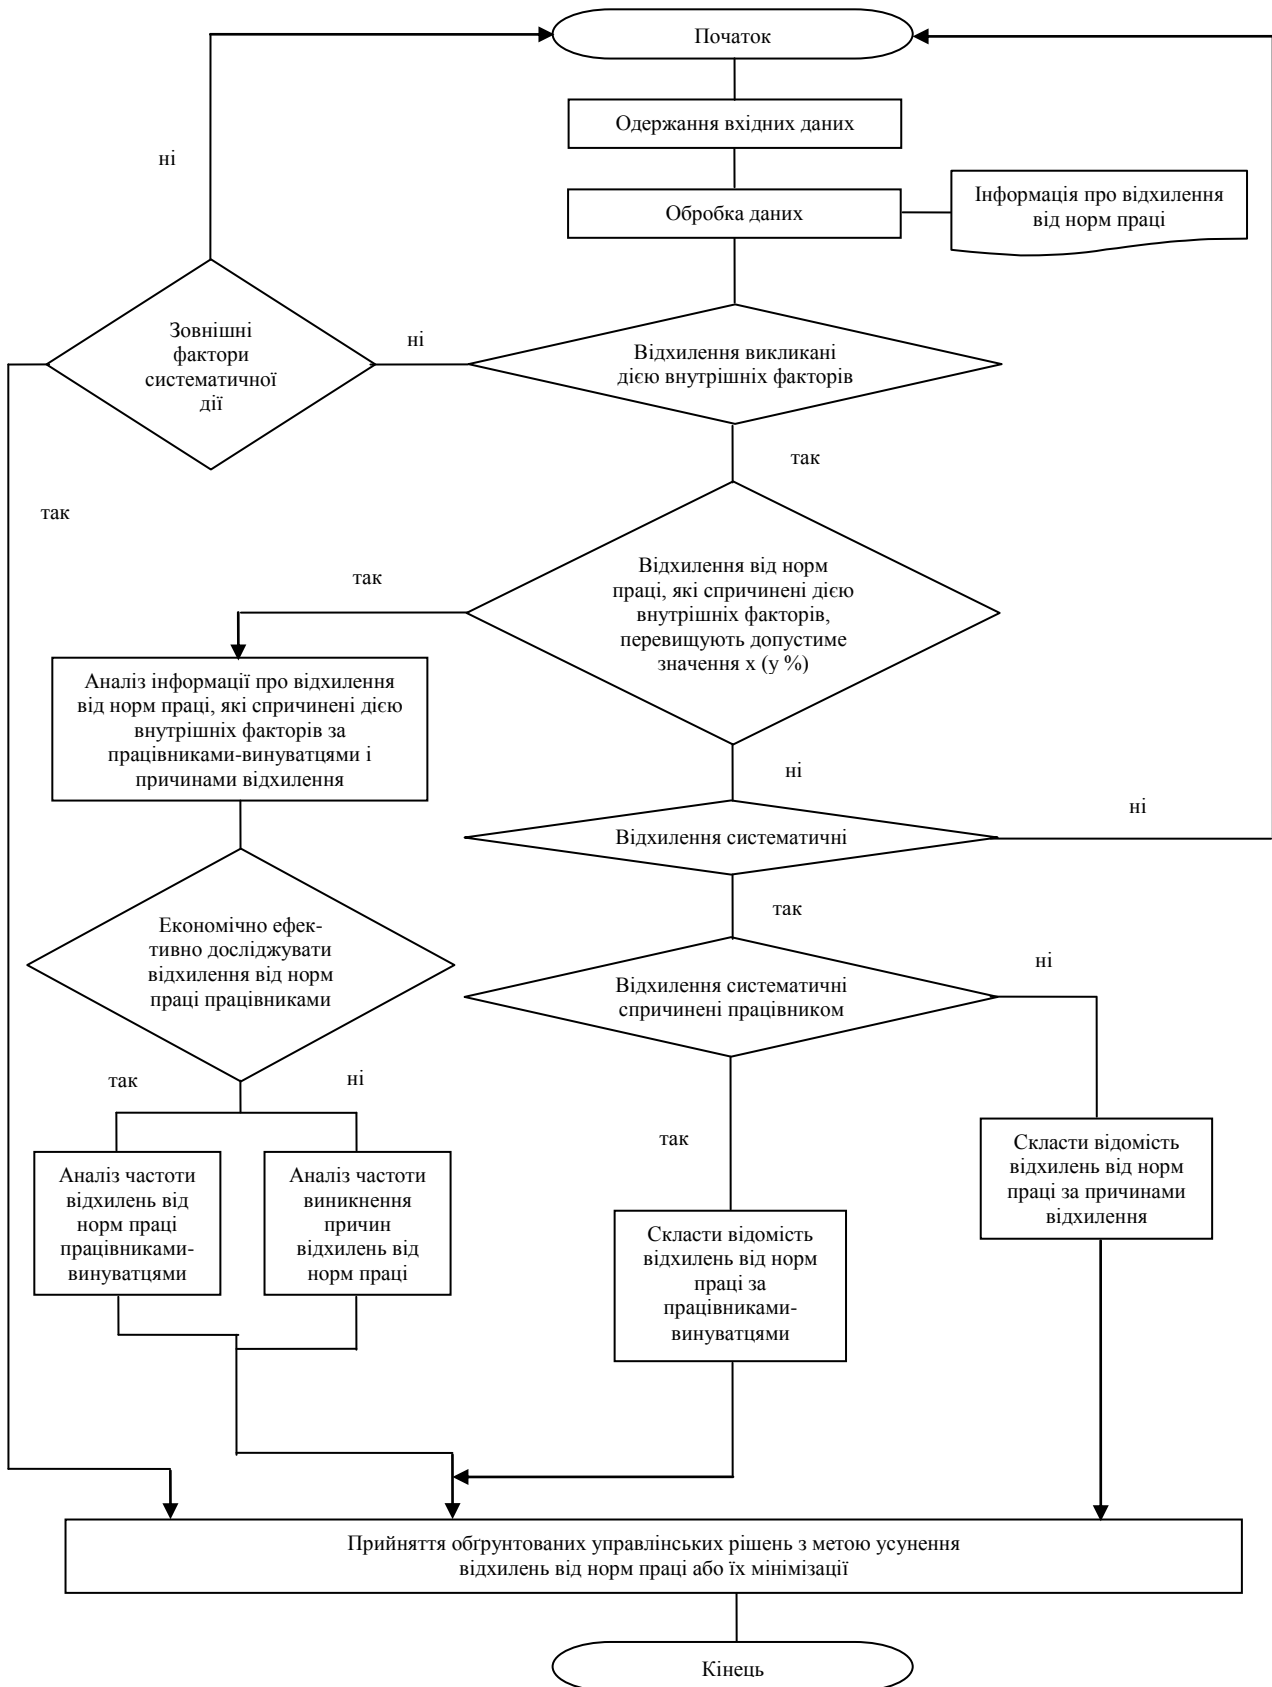 Початок
Одержання вхідних даних
ні
Обробка даних
Інформація про відхилення
від норм праці
Зовнішні
фактори
систематичної
дії
ні
Відхилення викликані
дією внутрішніх факторів
так
так
так
Відхилення від норм
праці, які спричинені дією
внутрішніх факторів,
перевищують допустиме
значення х (у %)
Аналіз інформації про відхилення
від норм праці, які спричинені дією
внутрішніх факторів за
працівниками-винуватцями і
причинами відхилення
ні
Відхилення систематичні
ні
так
Економічно ефек-
тивно досліджувати
відхилення від норм
праці працівниками
Відхилення систематичні
спричинені працівником
ні
так
ні
так
Аналіз частоти
відхилень від
норм праці
працівниками-
винуватцями
Аналіз частоти
виникнення
причин
відхилень від
норм праці
Скласти відомість
відхилень від норм
праці за
працівниками-
винуватцями
Скласти відомість
відхилень від норм
праці за причинами
відхилення
Прийняття обґрунтованих управлінських рішень з метою усунення
відхилень від норм праці або їх мінімізації
Кінець